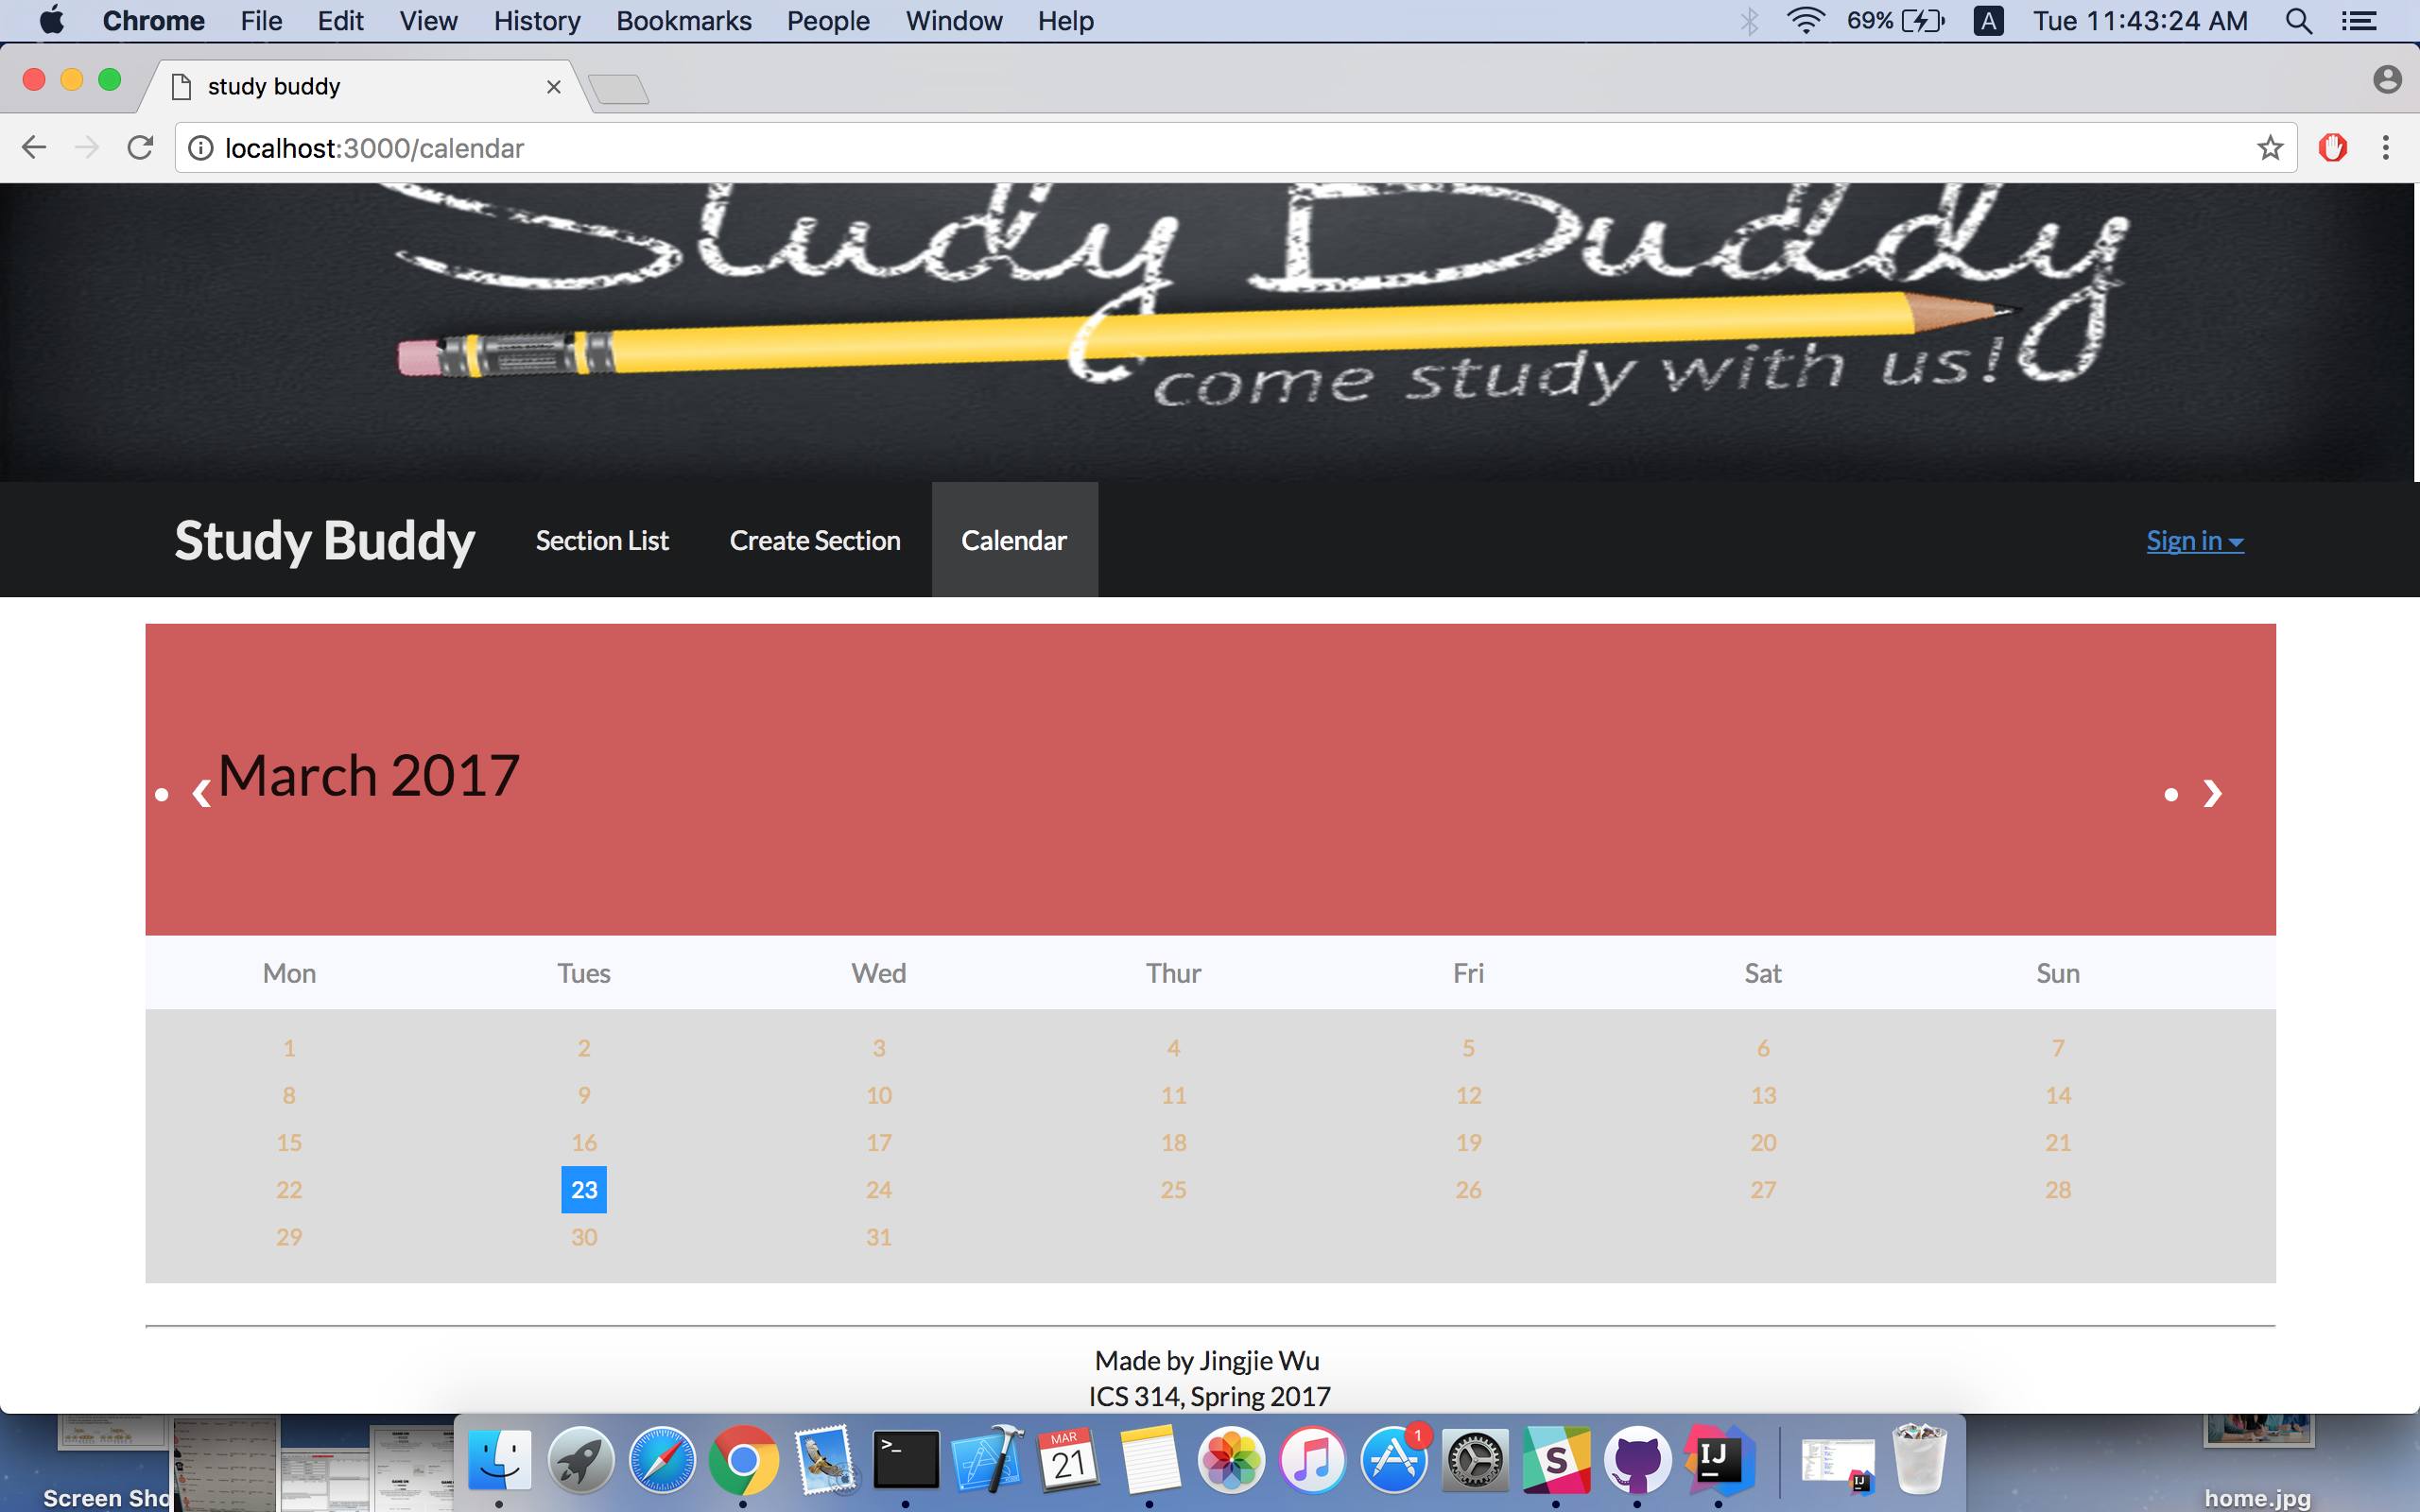 Chrome File Edit View History Bookmarks People Window Help 69% A Tue 11:43:24 AM
study buddy
localhost:3000/calendar
Study Buddy
come study with us!
Study Buddy Section List Create Section Calendar Sign in
March 2017
• ❮ • ❯
Mon Tues Wed Thur Fri Sat Sun
1 2 3 4 5 6 7
8 9 10 11 12 13 14
15 16 17 18 19 20 21
22 23 24 25 26 27 28
29 30 31
Made by Jingjie Wu
ICS 314, Spring 2017
>_ MAR 21 1 S IJ
Screen Sho
home.jpg